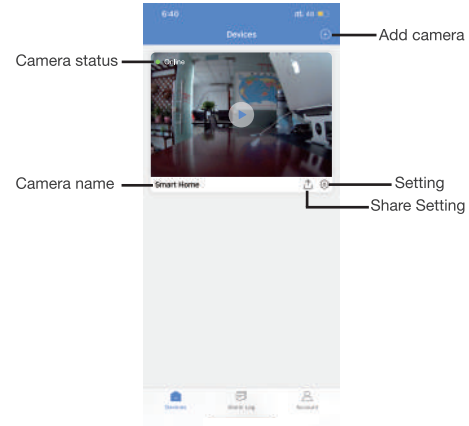 6:40
4G
Devices
Add camera
Camera status
Online
Camera name
Smart Home
Setting
Share Setting
Devices
Alarm Log
Account